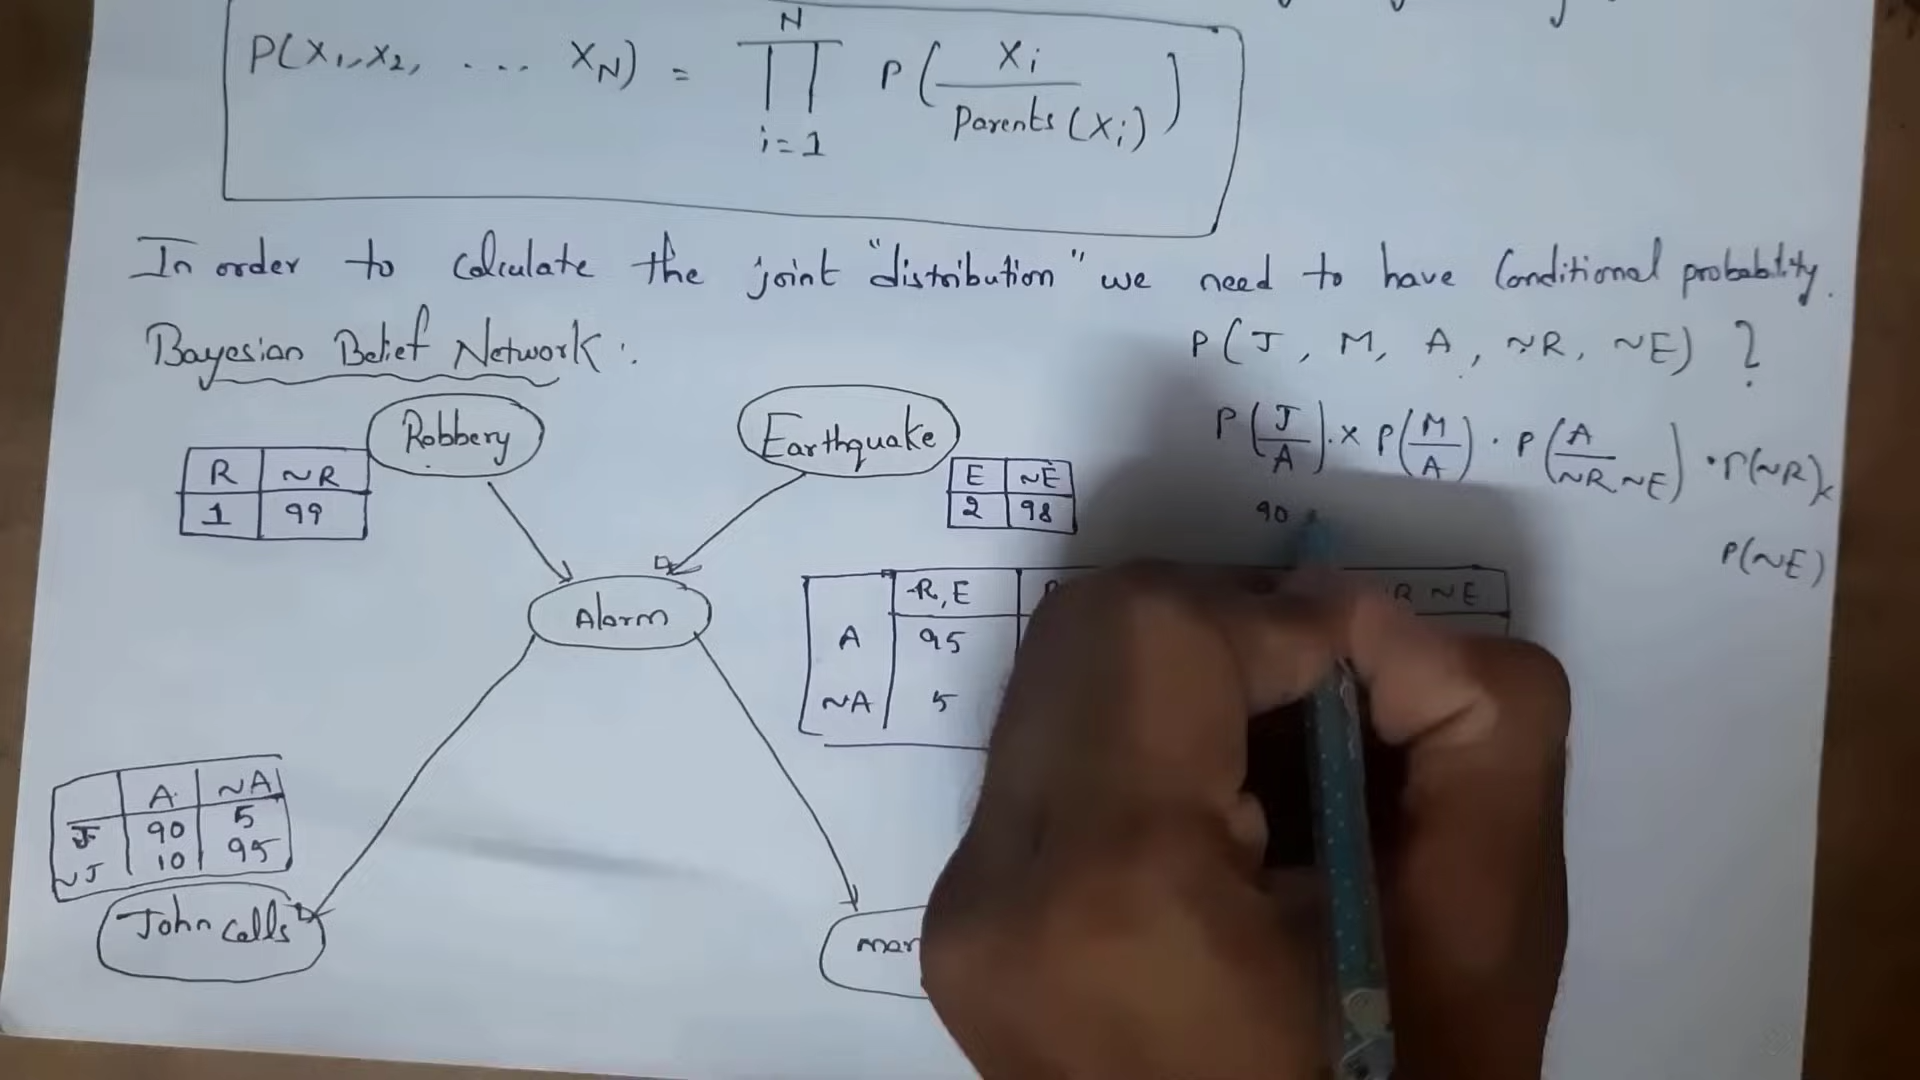 P(X1, X2, .... XN) = N ∏ i=1 P(Xi / Parents(Xi))
In order to calculate the joint "distribution" we need to have Conditional probability.
Bayesian Belief Network:.
P(J, M, A, ~R, ~E) ?
P(J/A) . x P(M/A) . P(A/~R ~E) . P(~R) x
P(~E)
90
Robbery
Earthquake
R ~R
1 99
E ~E
2 98
Alarm
R, E
~E
A 95
~A 5
A ~A
J 90 5
~J 10 95
John calls